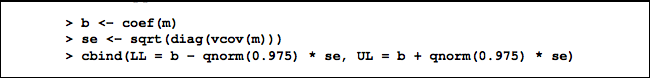 > b <- coef(m)
> se <- sqrt(diag(vcov(m)))
> cbind(LL = b - qnorm(0.975) * se, UL = b + qnorm(0.975) * se)